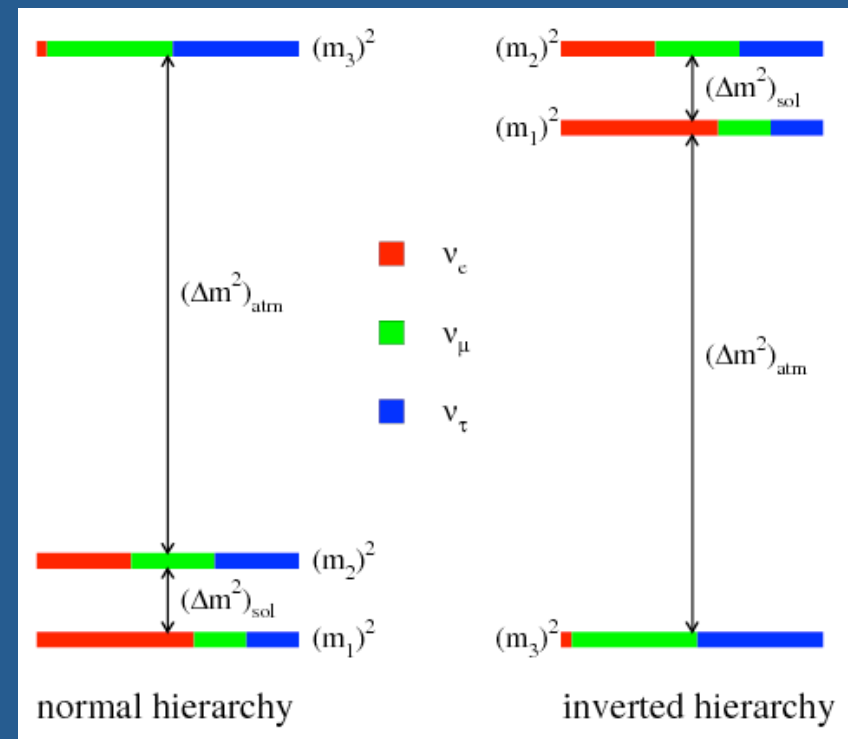 (m₃)²
(m₂)²
(Δm²)sol
(m₁)²
νe
(Δm²)atm
νμ
(Δm²)atm
ντ
(m₂)²
(Δm²)sol
(m₁)²
(m₃)²
normal hierarchy
inverted hierarchy